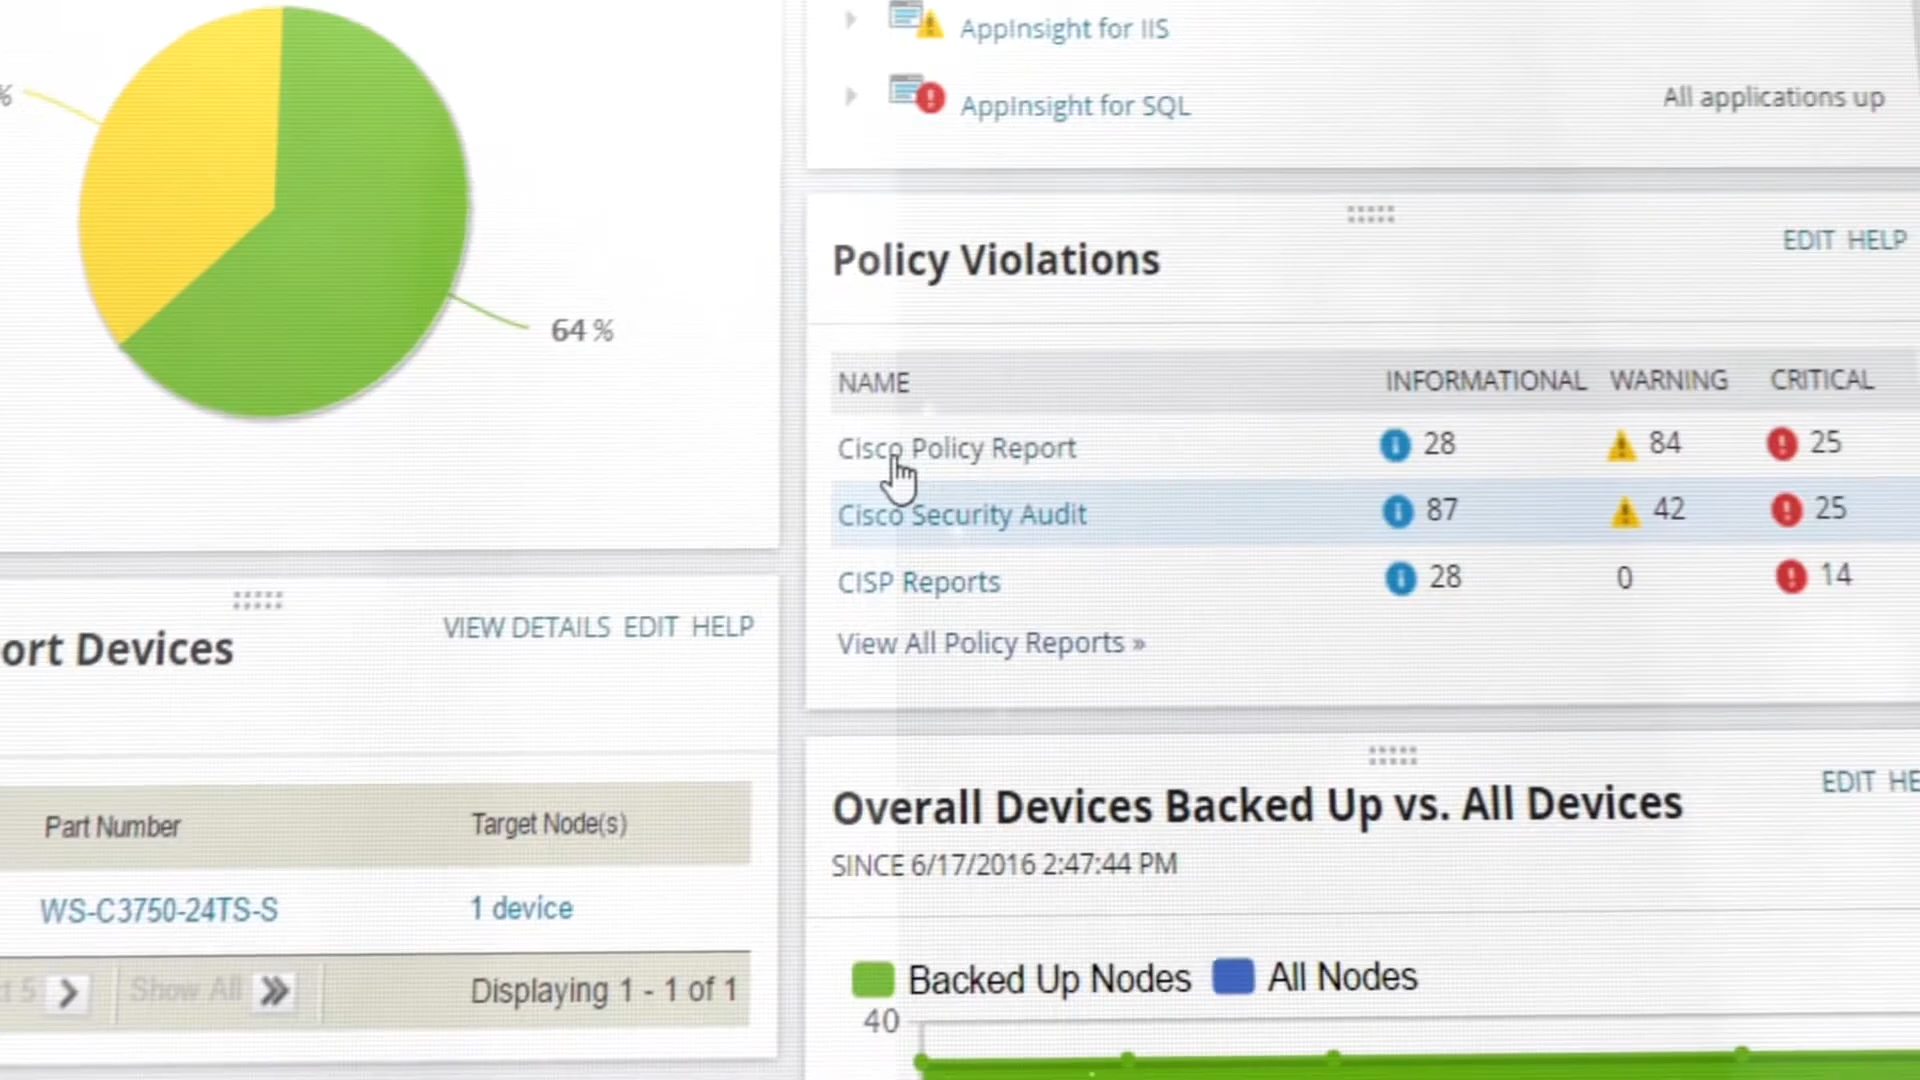 %
64 %
AppInsight for IIS
AppInsight for SQL
All applications up
Policy Violations
EDIT HELP
NAME INFORMATIONAL WARNING CRITICAL
Cisco Policy Report 28 84 25
Cisco Security Audit 87 42 25
CISP Reports 28 0 14
View All Policy Reports »
ort Devices
VIEW DETAILS EDIT HELP
Part Number Target Node(s)
WS-C3750-24TS-S 1 device
5 Show All Displaying 1 - 1 of 1
Overall Devices Backed Up vs. All Devices
EDIT HE
SINCE 6/17/2016 2:47:44 PM
Backed Up Nodes All Nodes
40